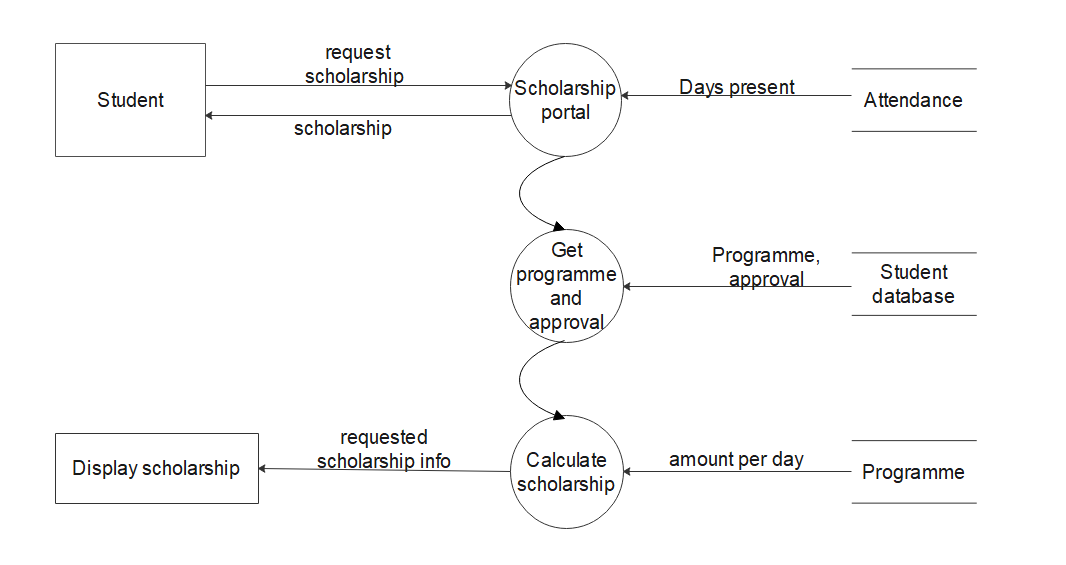 request
scholarship
Student
scholarship
Scholarship
portal
Days present
Attendance
Get
programme
and
approval
Programme,
approval
Student
database
Display scholarship
requested
scholarship info
Calculate
scholarship
amount per day
Programme